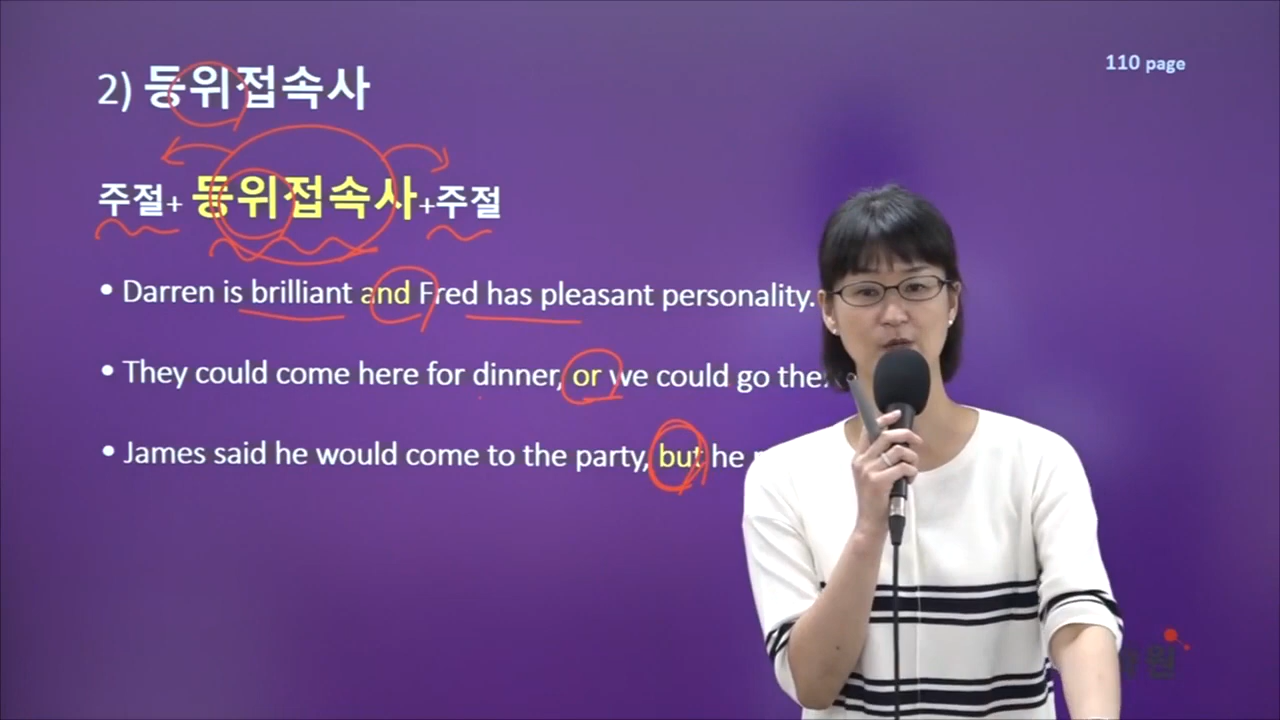 2) 등위접속사
110 page
주절+ 등위접속사+주절
• Darren is brilliant and Fred has pleasant personality.
• They could come here for dinner, or we could go
• James said he would come to the party, but he
원